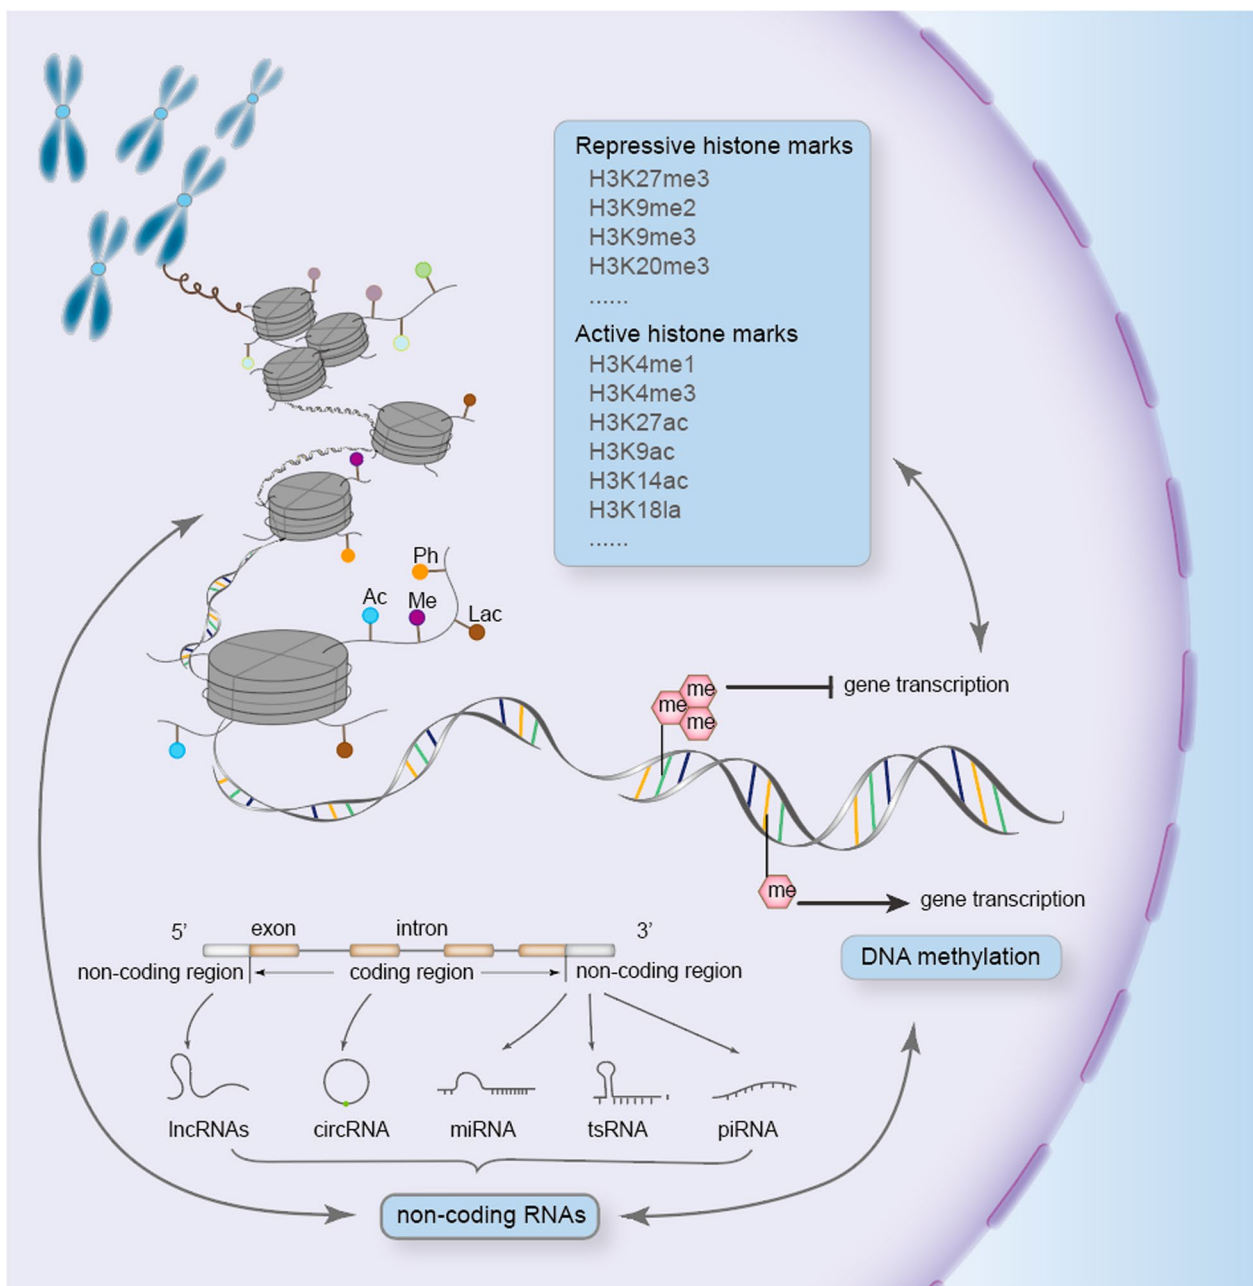 Repressive histone marks
H3K27me3
H3K9me2
H3K9me3
H3K20me3
......
Active histone marks
H3K4me1
H3K4me3
H3K27ac
H3K9ac
H3K14ac
H3K18la
......
Ph
Ac
Me
Lac
me
me
me
gene transcription
me
gene transcription
DNA methylation
5’
exon
intron
3’
non-coding region
coding region
non-coding region
lncRNAs
circRNA
miRNA
tsRNA
piRNA
non-coding RNAs